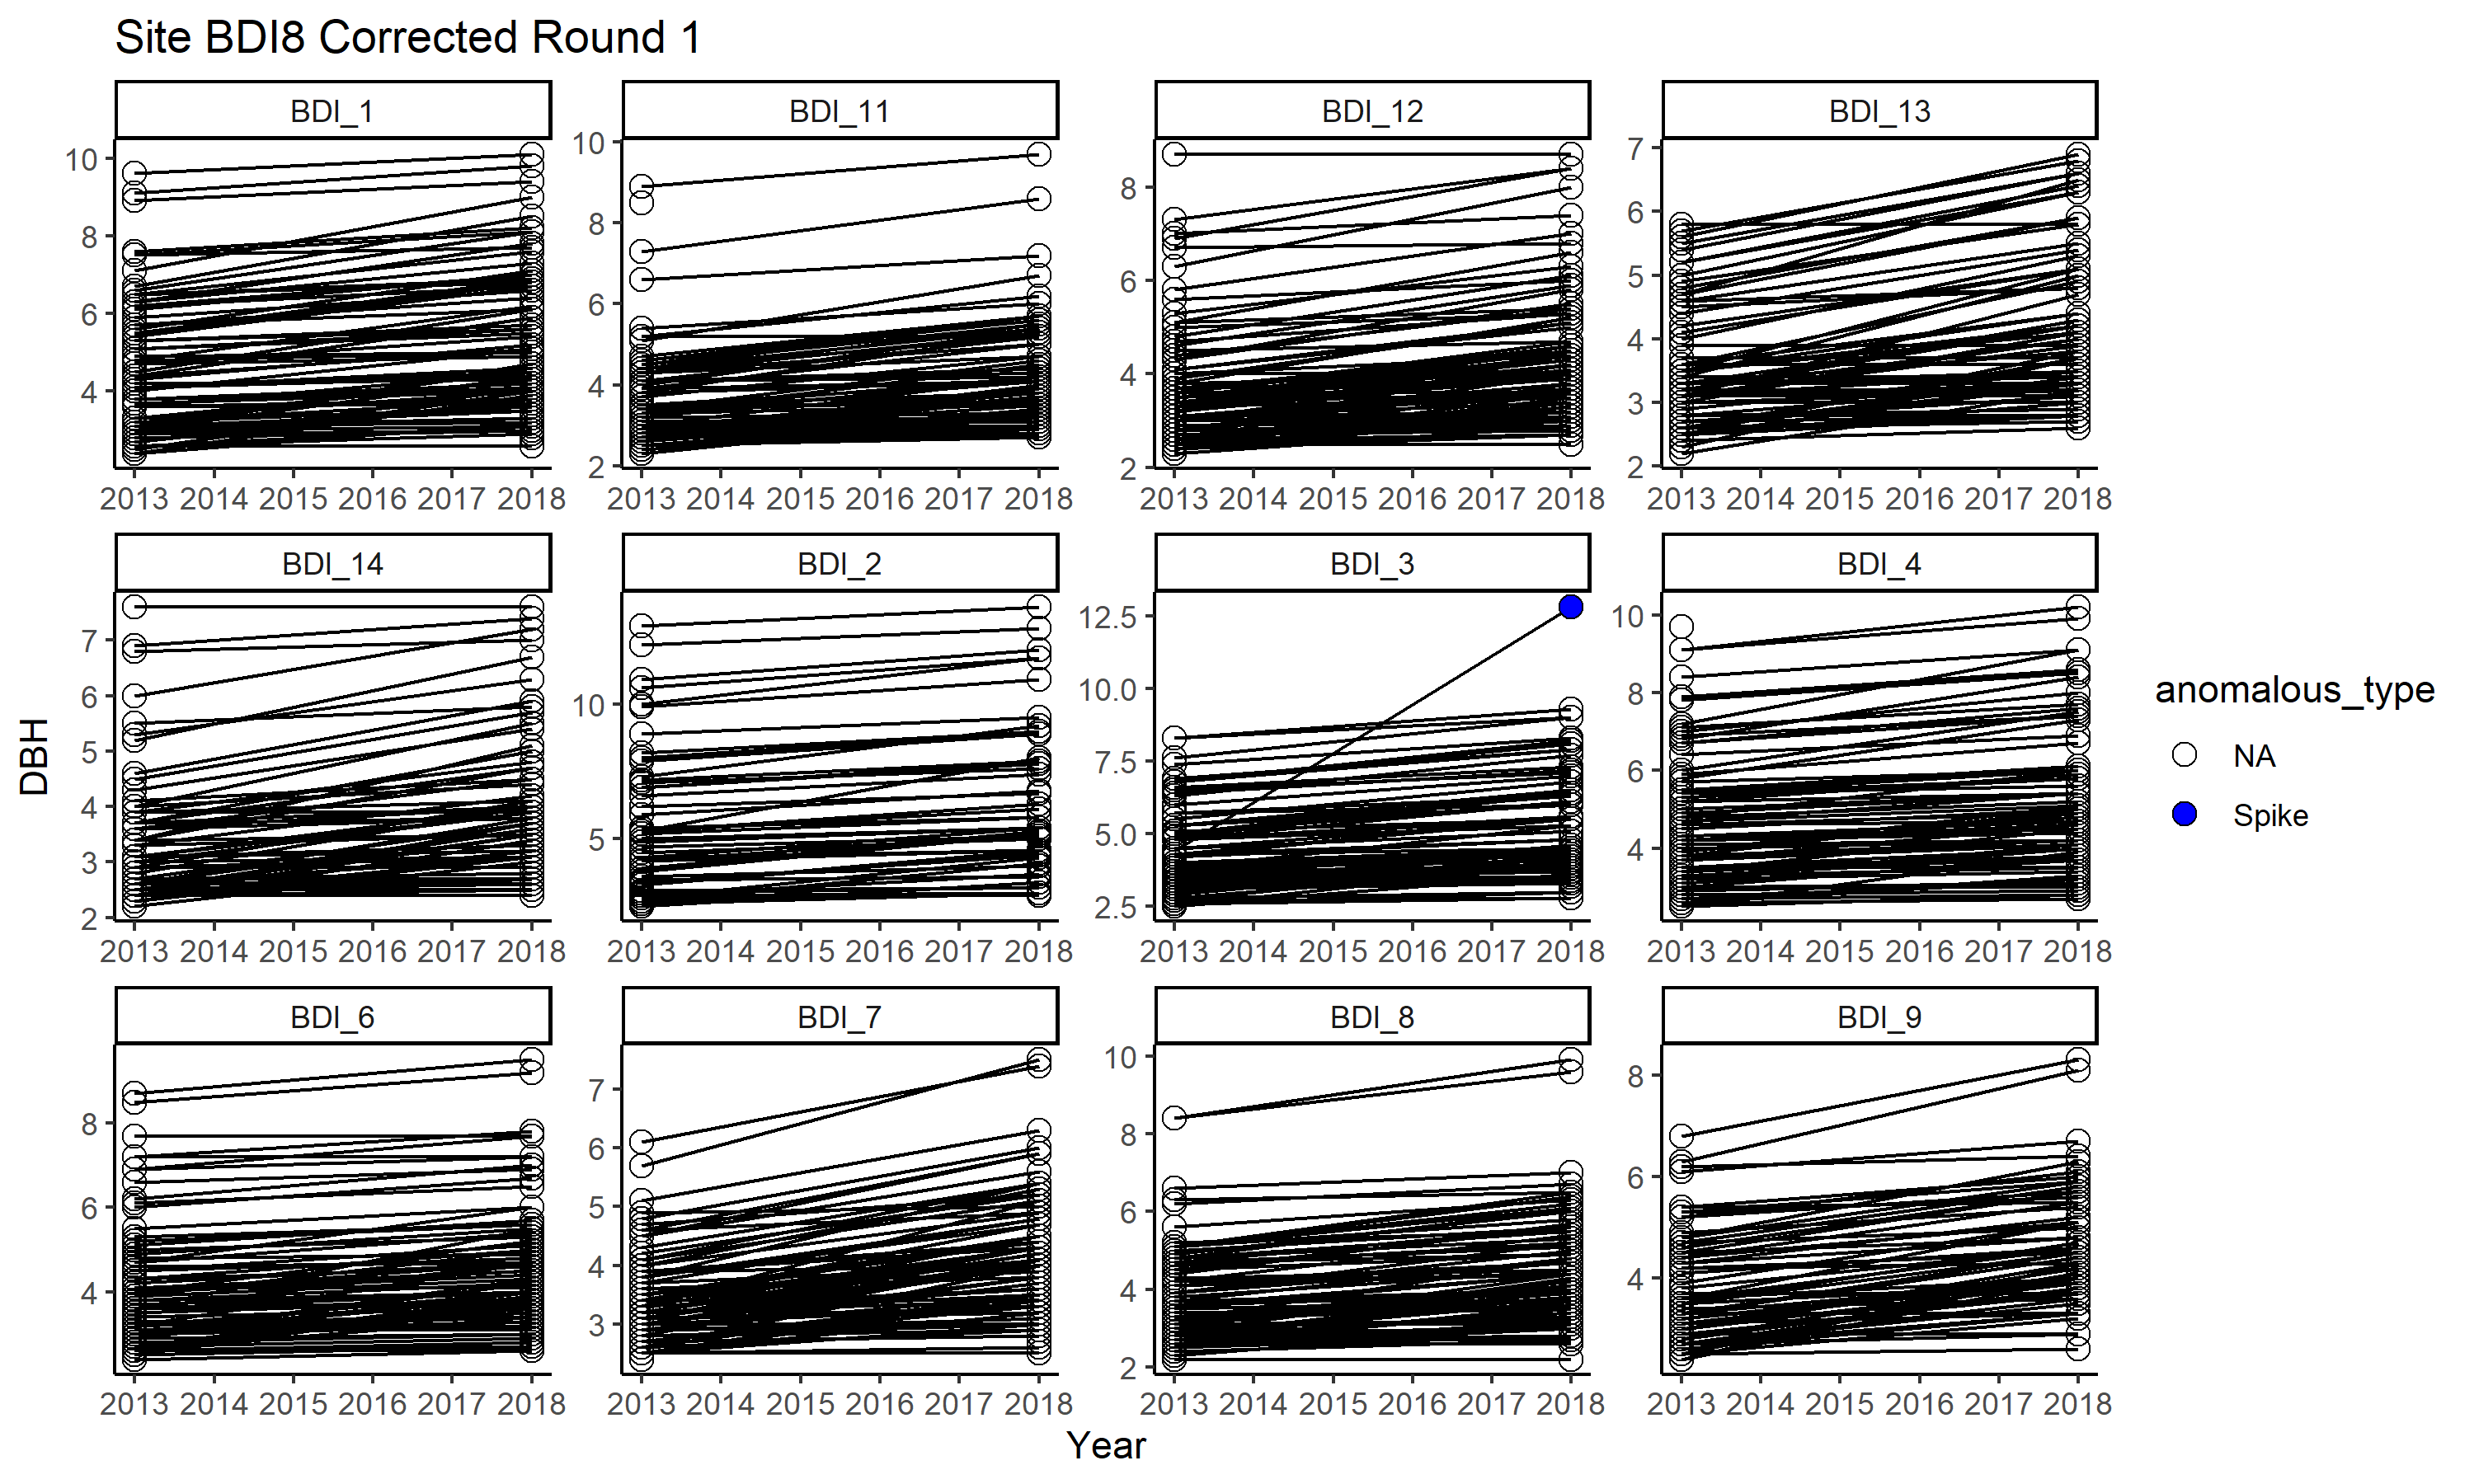 Site BDI8 Corrected Round 1
BDI_1 BDI_11 BDI_12 BDI_13
10 8 6 4
10 8 6 4 2
8 6 4 2
7 6 5 4 3 2
2013 2014 2015 2016 2017 2018 2013 2014 2015 2016 2017 2018 2013 2014 2015 2016 2017 2018 2013 2014 2015 2016 2017 2018
BDI_14 BDI_2 BDI_3 BDI_4
7 6 5 4 3 2
10 5
12.5 10.0 7.5 5.0 2.5
10 8 6 4
2013 2014 2015 2016 2017 2018 2013 2014 2015 2016 2017 2018 2013 2014 2015 2016 2017 2018 2013 2014 2015 2016 2017 2018
BDI_6 BDI_7 BDI_8 BDI_9
8 6 4
7 6 5 4 3
10 8 6 4 2
8 6 4
2013 2014 2015 2016 2017 2018 2013 2014 2015 2016 2017 2018 2013 2014 2015 2016 2017 2018 2013 2014 2015 2016 2017 2018
DBH
Year
anomalous_type
NA
Spike